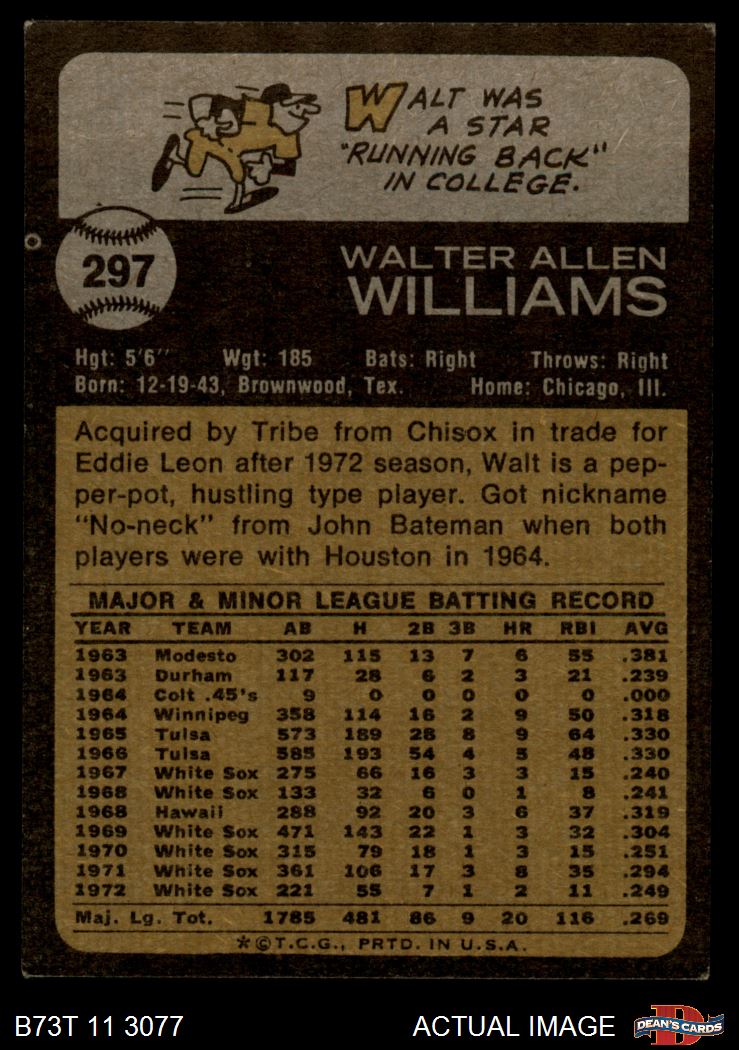 WALT WAS
A STAR
"RUNNING BACK"
IN COLLEGE.
297
WALTER ALLEN
WILLIAMS
Hgt: 5'6" Wgt: 185 Bats: Right Throws: Right
Born: 12-19-43, Brownwood, Tex. Home: Chicago, Ill.
Acquired by Tribe from Chisox in trade for
Eddie Leon after 1972 season, Walt is a pep-
per-pot, hustling type player. Got nickname
"No-neck" from John Bateman when both
players were with Houston in 1964.
MAJOR & MINOR LEAGUE BATTING RECORD
YEAR TEAM AB H 2B 3B HR RBI AVG
1963 Modesto 302 115 13 7 6 55 .381
1963 Durham 117 28 6 2 3 21 .239
1964 Colt .45's 9 0 0 0 0 0 .000
1964 Winnipeg 358 114 16 2 9 50 .318
1965 Tulsa 573 189 28 8 9 64 .330
1966 Tulsa 585 193 54 4 5 48 .330
1967 White Sox 275 66 16 3 3 15 .240
1968 White Sox 133 32 6 0 1 8 .241
1968 Hawaii 288 92 20 3 6 37 .319
1969 White Sox 471 143 22 1 3 32 .304
1970 White Sox 315 79 18 1 3 15 .251
1971 White Sox 361 106 17 3 8 35 .294
1972 White Sox 221 55 7 1 2 11 .249
Maj. Lg. Tot. 1785 481 86 9 20 116 .269
*©T.C.G., PRTD. IN U.S.A.
B73T 11 3077 ACTUAL IMAGE
D
DEAN'S CARDS